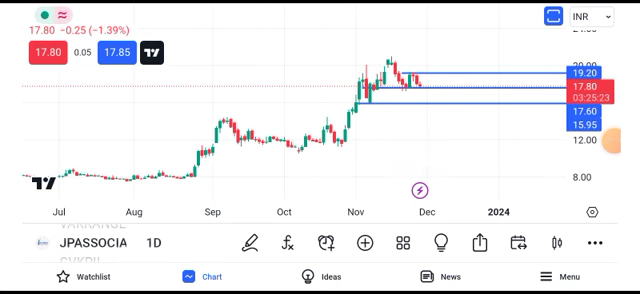 INR
17.80 −0.25 (−1.39%)
24.00
17.80 0.05 17.85
20.00
19.20
17.80
03:25:23
17.60
15.95
12.00
8.00
Jul Aug Sep Oct Nov Dec 2024
JPASSOCIA 1D
Watchlist Chart Ideas News Menu